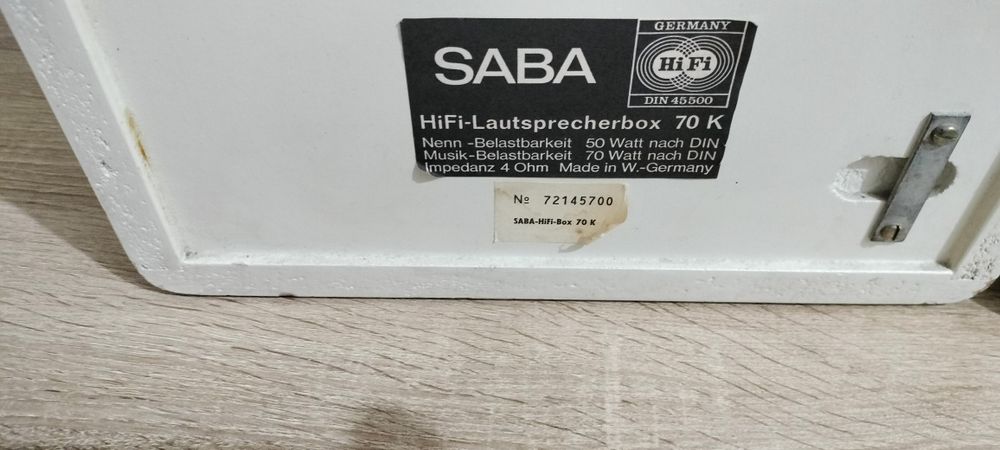 SABA
GERMANY
HiFi
DIN 45500
HiFi-Lautsprecherbox 70 K
Nenn -Belastbarkeit 50 Watt nach DIN
Musik-Belastbarkeit 70 Watt nach DIN
Impedanz 4 Ohm Made in W.-Germany
No 72145700
SABA-HiFi-Box 70 K